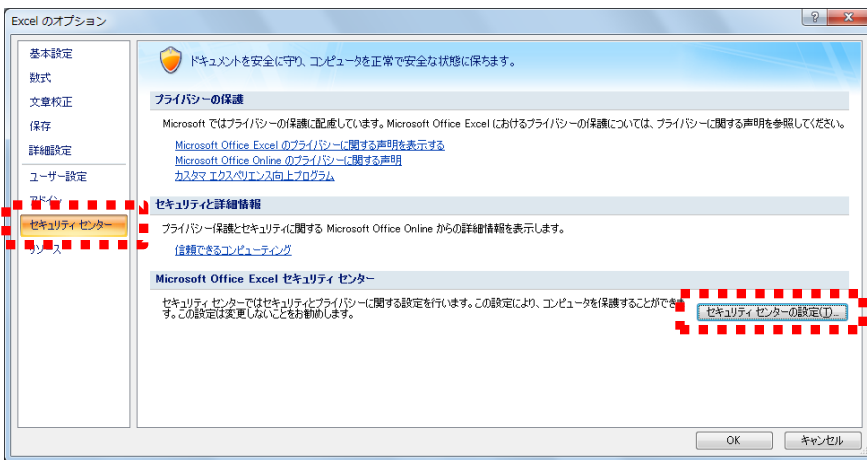 Excel のオプション
基本設定
数式
文章校正
保存
詳細設定
ユーザー設定
アドイン
セキュリティ センター
リソース
ドキュメントを安全に守り、コンピュータを正常で安全な状態に保ちます。
プライバシーの保護
Microsoft ではプライバシーの保護に配慮しています。Microsoft Office Excel におけるプライバシーの保護については、プライバシーに関する声明を参照してください。
Microsoft Office Excel のプライバシーに関する声明を表示する
Microsoft Office Online のプライバシーに関する声明
カスタマ エクスペリエンス向上プログラム
セキュリティと詳細情報
プライバシー保護とセキュリティに関する Microsoft Office Online からの詳細情報を表示します。
信頼できるコンピューティング
Microsoft Office Excel セキュリティ センター
セキュリティ センターではセキュリティとプライバシーに関する設定を行います。この設定により、コンピュータを保護することができま
す。この設定は変更しないことをお勧めします。
セキュリティ センターの設定(T)...
OK
キャンセル